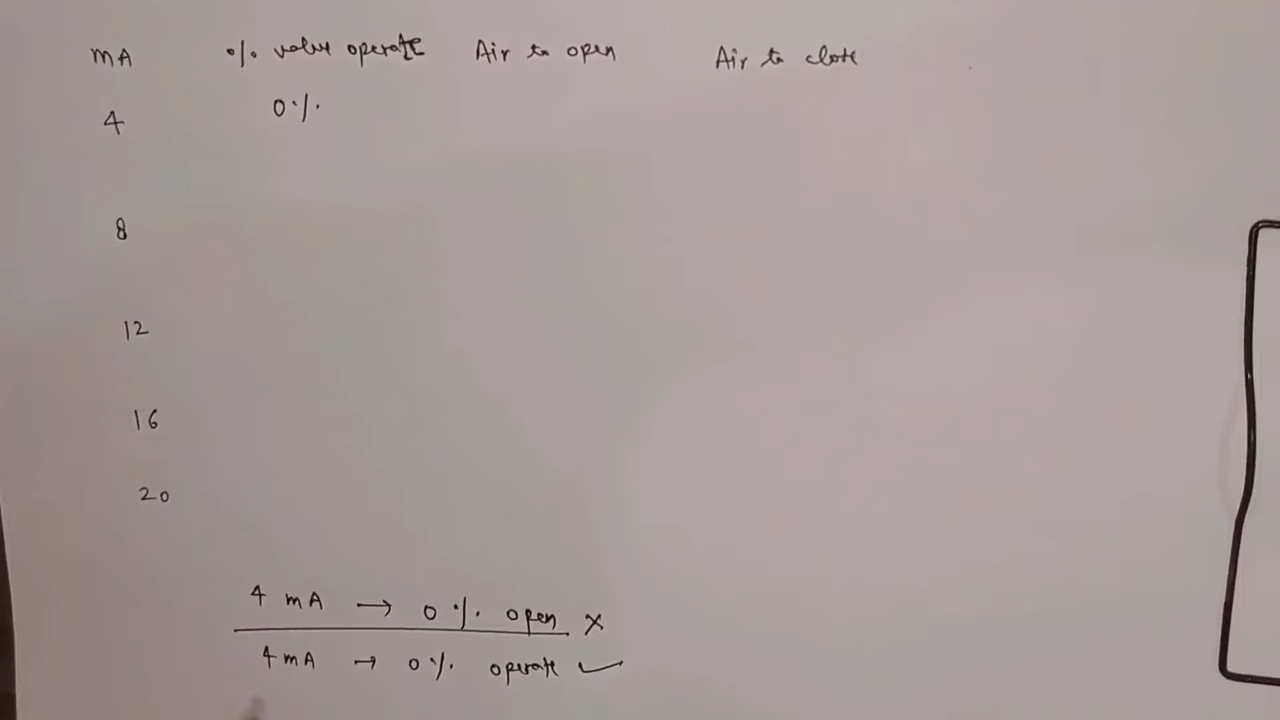 mA % valve operate Air to open Air to close
4 0%
8
12
16
20
4 mA → 0% open ×
4 mA → 0% operate ✓